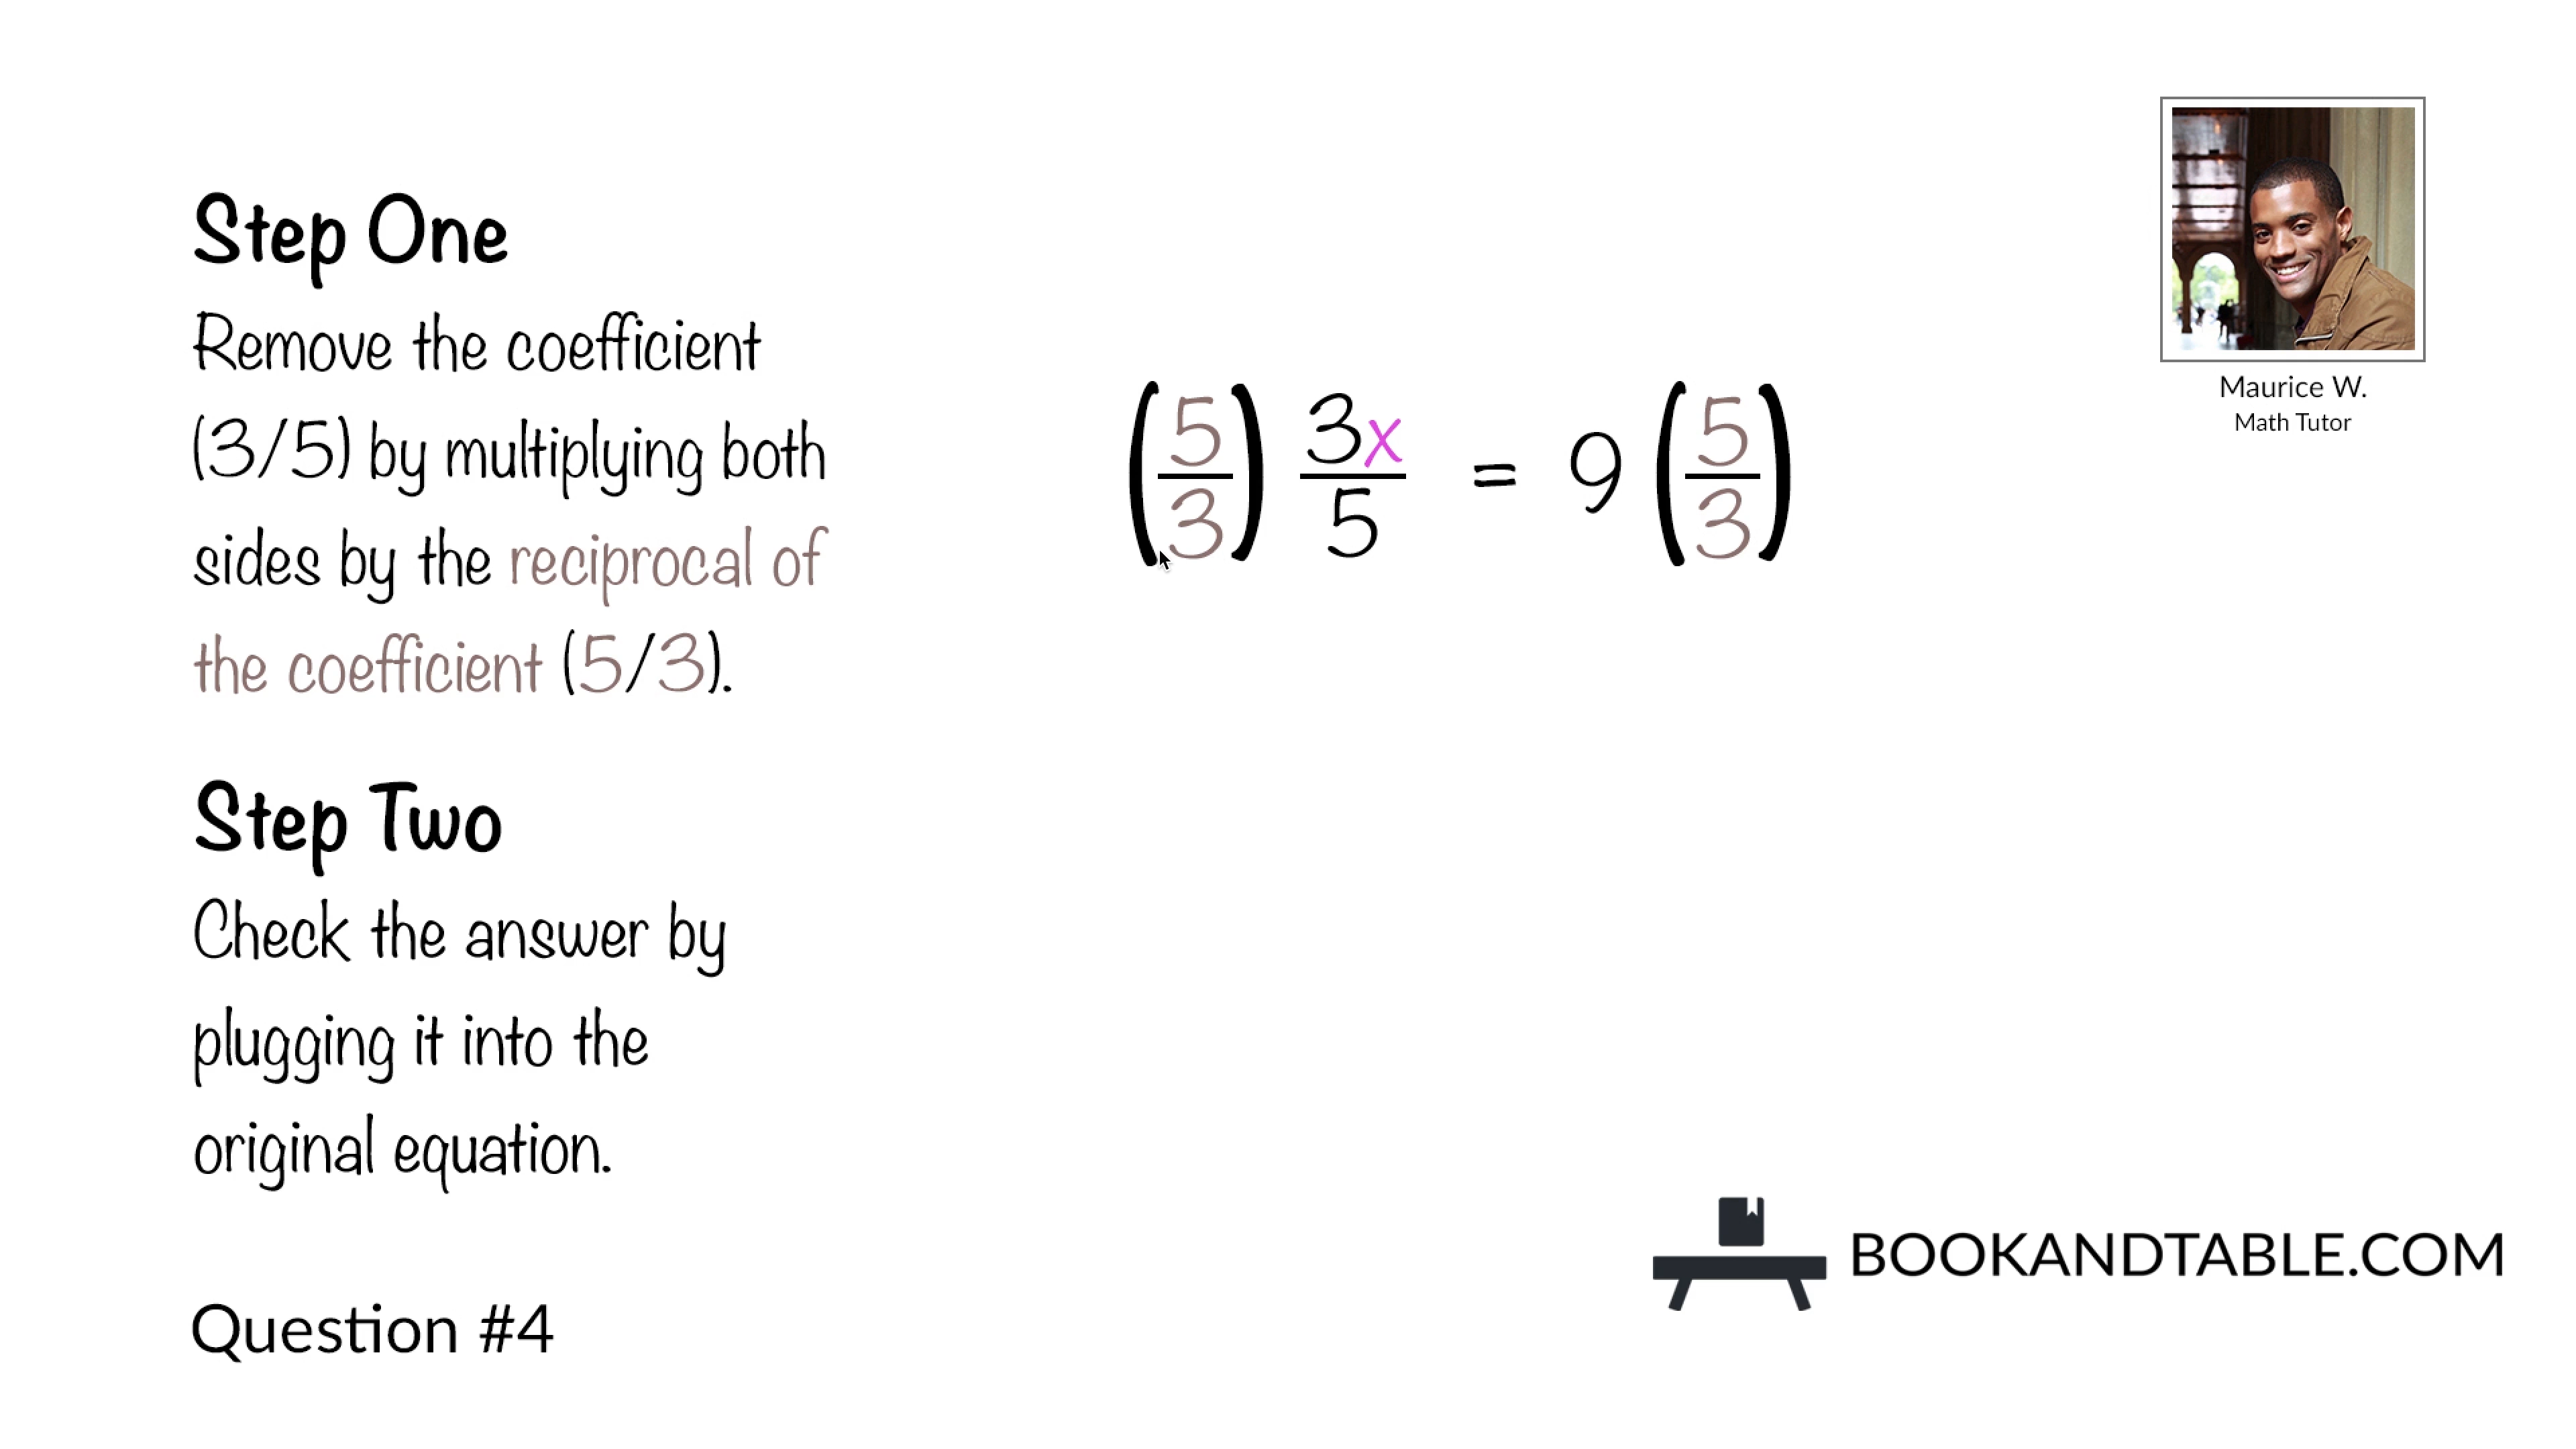 Step One
Remove the coefficient
(3/5) by multiplying both
sides by the reciprocal of
the coefficient (5/3).
(5/3) 3x/5 = 9 (5/3)
Step Two
Check the answer by
plugging it into the
original equation.
Question #4
Maurice W.
Math Tutor
BOOKANDTABLE.COM